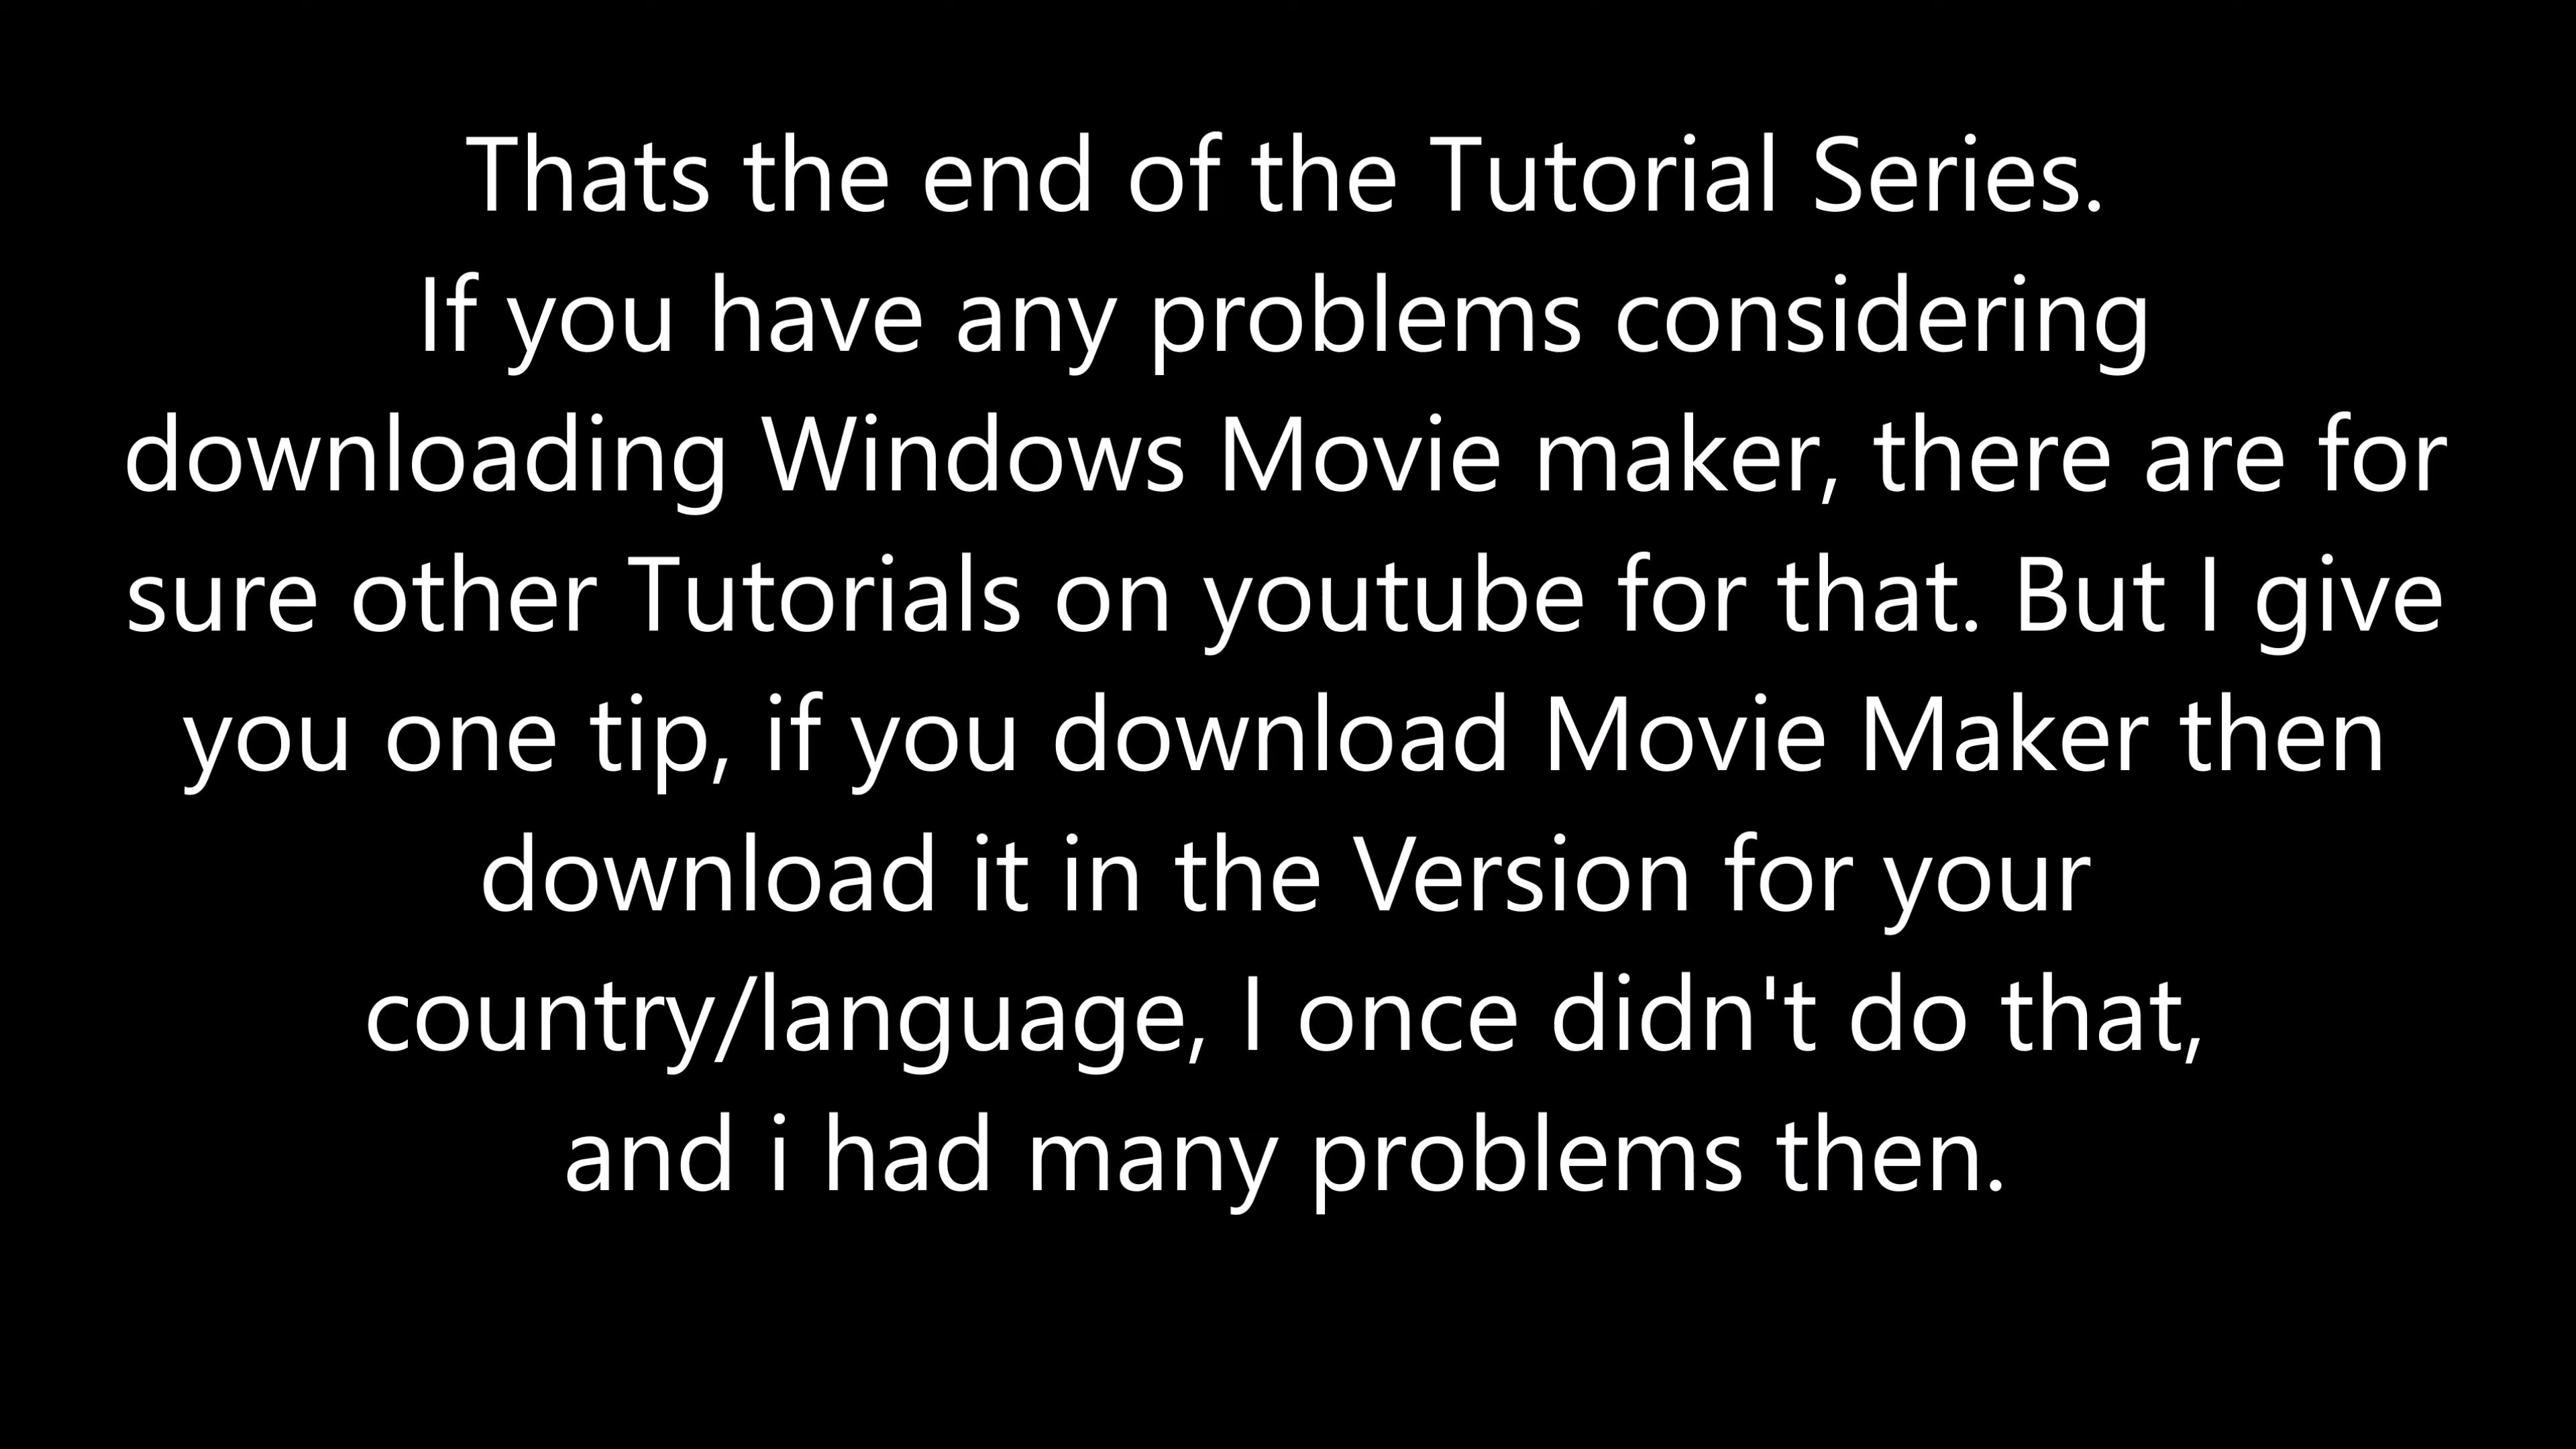 Thats the end of the Tutorial Series.
If you have any problems considering
downloading Windows Movie maker, there are for
sure other Tutorials on youtube for that. But I give
you one tip, if you download Movie Maker then
download it in the Version for your
country/language, I once didn't do that,
and i had many problems then.